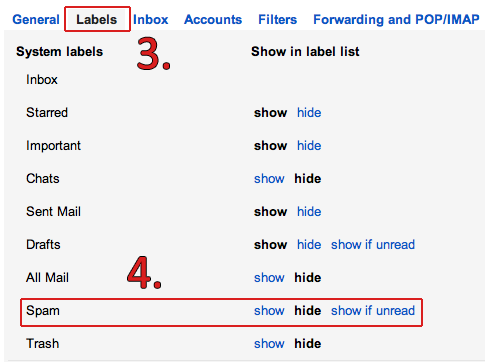 General Labels Inbox Accounts Filters Forwarding and POP/IMAP
3.
System labels Show in label list
Inbox
Starred show hide
Important show hide
Chats show hide
Sent Mail show hide
Drafts show hide show if unread
4.
All Mail show hide
Spam show hide show if unread
Trash show hide